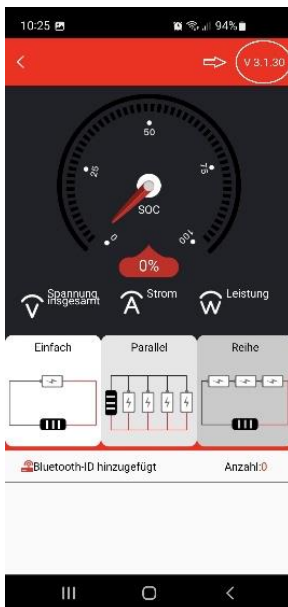 10:25 94%
V 3.1.30
50
25 75
0 100
SOC
0%
V Spannung insgesamt A Strom W Leistung
Einfach Parallel Reihe
Bluetooth-ID hinzugefügt Anzahl:0